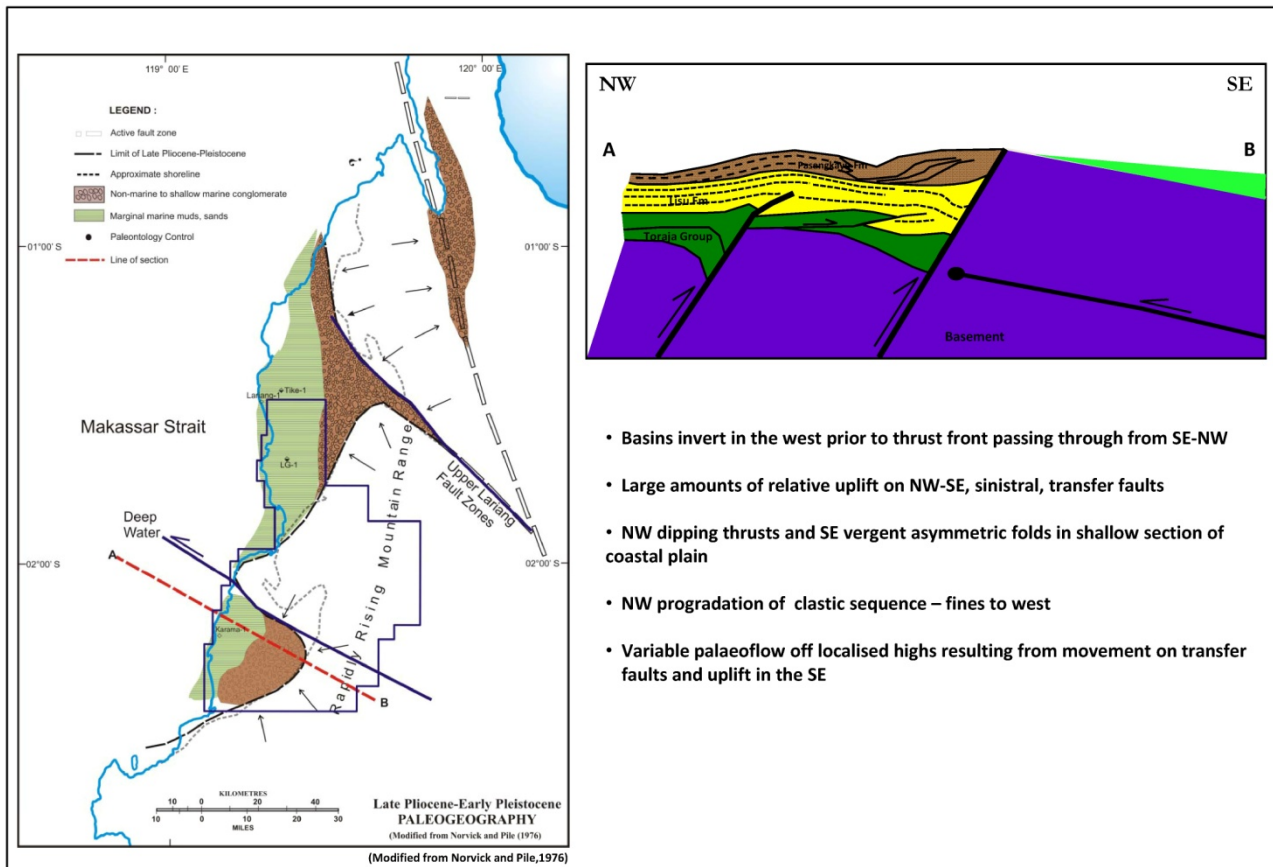 119° 00' E
120° 00' E
LEGEND :
Active fault zone
Limit of Late Pliocene-Pleistocene
Approximate shoreline
Non-marine to shallow marine conglomerate
Marginal marine muds, sands
Paleontology Control
Line of section
01°00' S
01°00' S
Tike-1
Lariang-1
Makassar Strait
LG-1
Rapidly Rising Mountain Range
Upper Lariang
Fault Zones
Deep
Water
02°00' S
02°00' S
A
Karama-1
B
KILOMETRES
10 0 20 40
10 0 10 20 30
MILES
Late Pliocene-Early Pleistocene
PALEOGEOGRAPHY
(Modified from Norvick and Pile (1976)
(Modified from Norvick and Pile,1976)
NW
SE
A
B
Pasangkayu Fm
Lisu Fm
Toraja Group
Basement
• Basins invert in the west prior to thrust front passing through from SE-NW
• Large amounts of relative uplift on NW-SE, sinistral, transfer faults
• NW dipping thrusts and SE vergent asymmetric folds in shallow section of
coastal plain
• NW progradation of clastic sequence – fines to west
• Variable palaeoflow off localised highs resulting from movement on transfer
faults and uplift in the SE